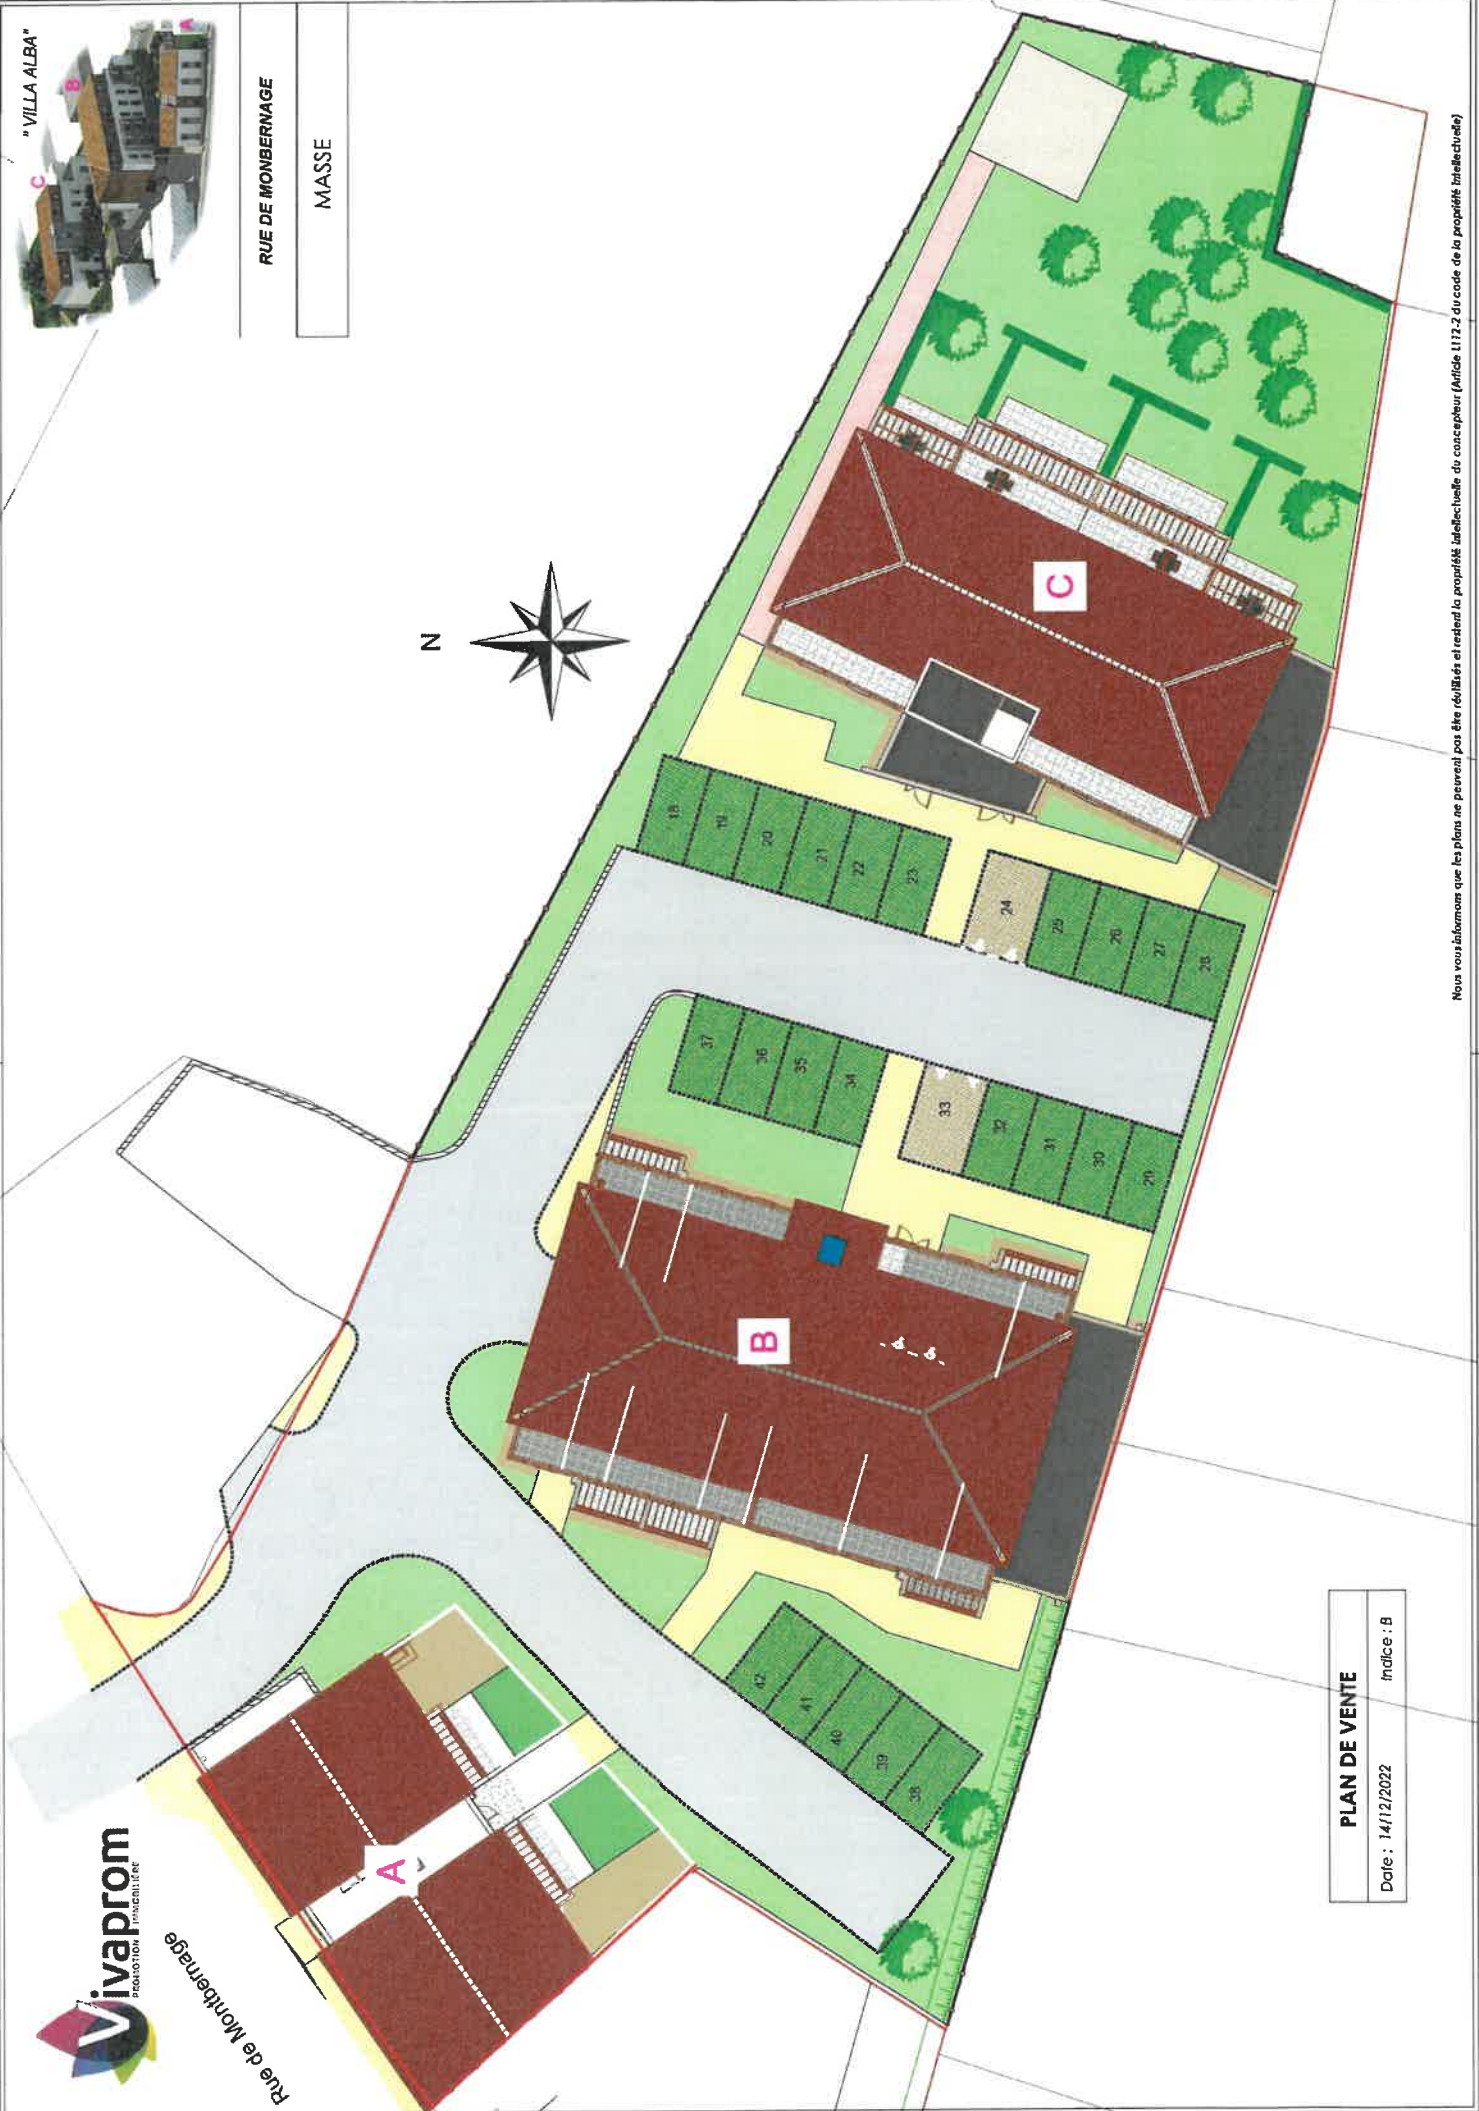 Vivaprom
PROMOTION IMMOBILIÈRE
Rue de Montbernage
"VILLA ALBA"
C
B
A
RUE DE MONBERNAGE
MASSE
N
A
B
C
18
19
20
21
22
23
24
25
26
27
28
37
36
35
34
33
32
31
30
29
42
41
40
39
38
PLAN DE VENTE
Date : 14/12/2022
Indice : B
Nous vous informons que les plans ne peuvent pas être réutilisés et restent la propriété intellectuelle du concepteur (Article L112-2 du code de la propriété intellectuelle)